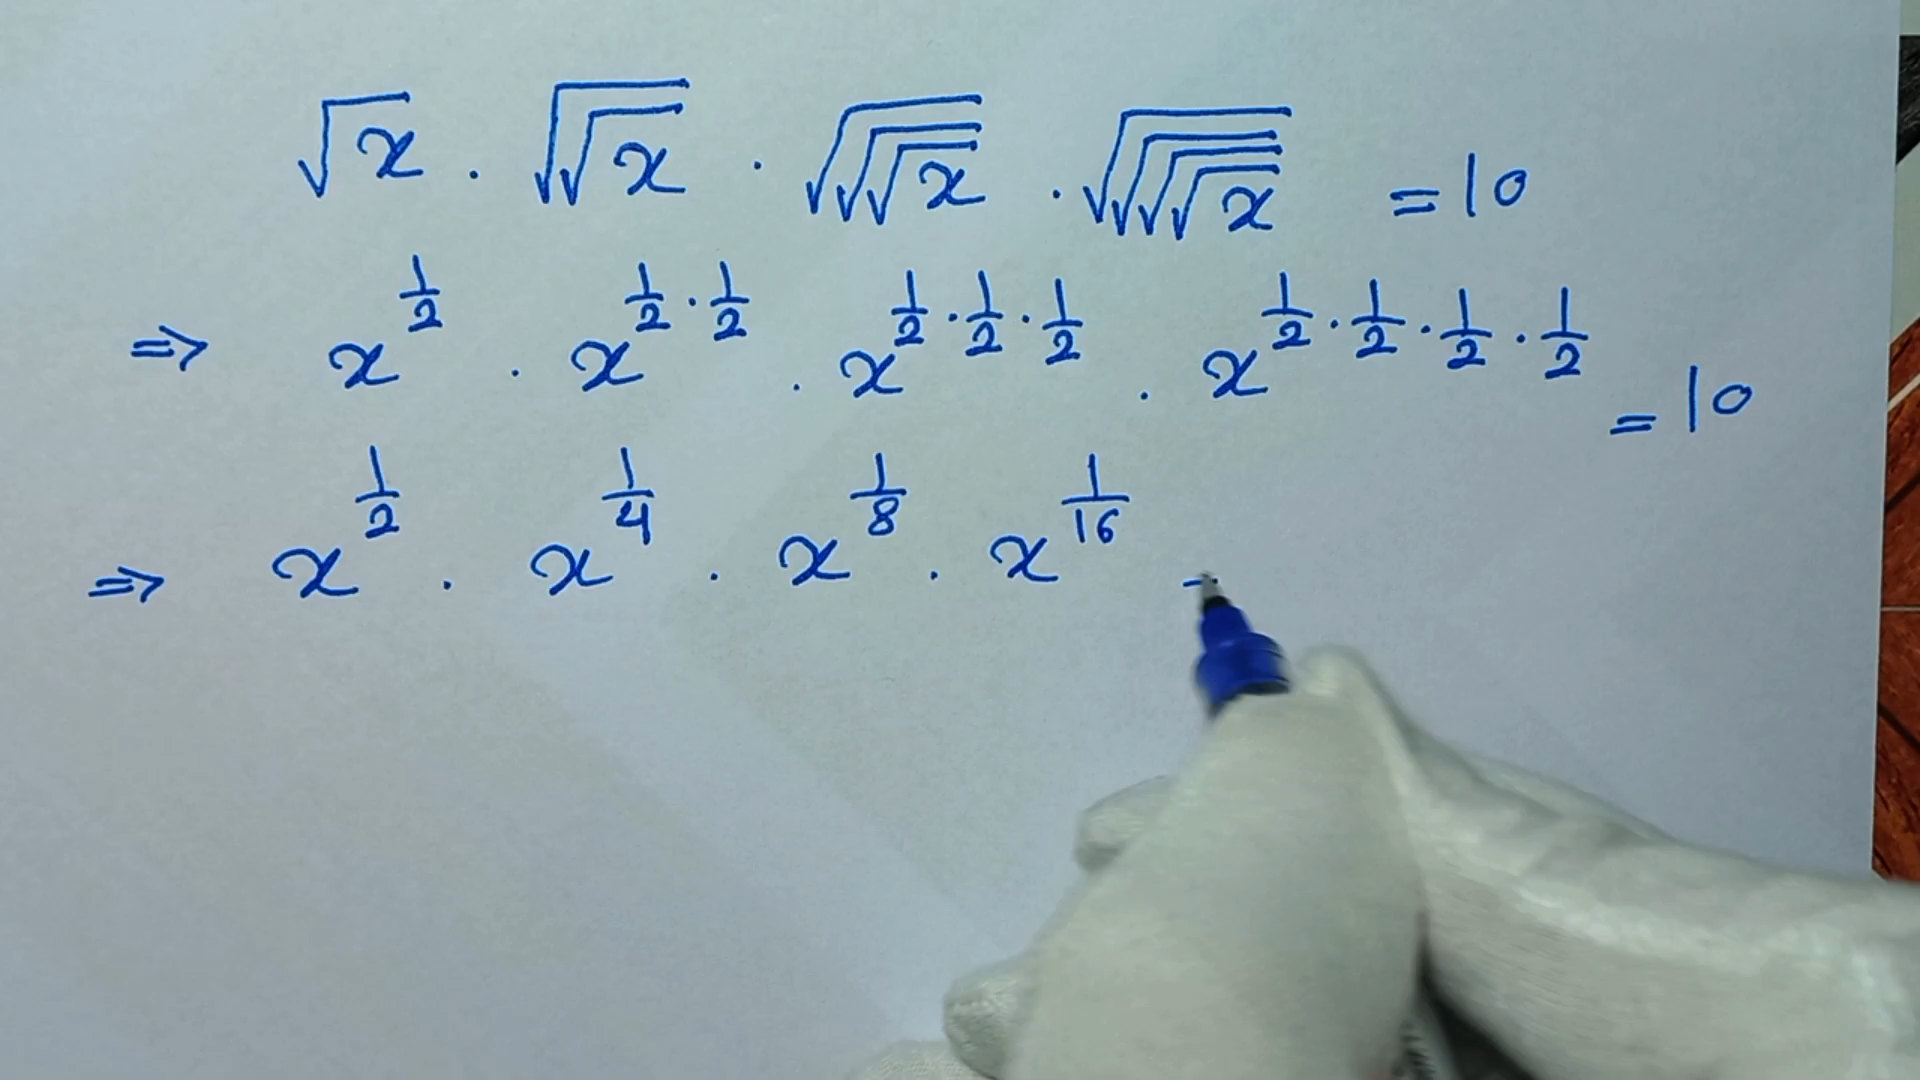 √x . √√x . √√√x . √√√√x = 10
⇒ x^(1/2) . x^(1/2 · 1/2) . x^(1/2 · 1/2 · 1/2) . x^(1/2 · 1/2 · 1/2 · 1/2) = 10
⇒ x^(1/2) . x^(1/4) . x^(1/8) . x^(1/16) -